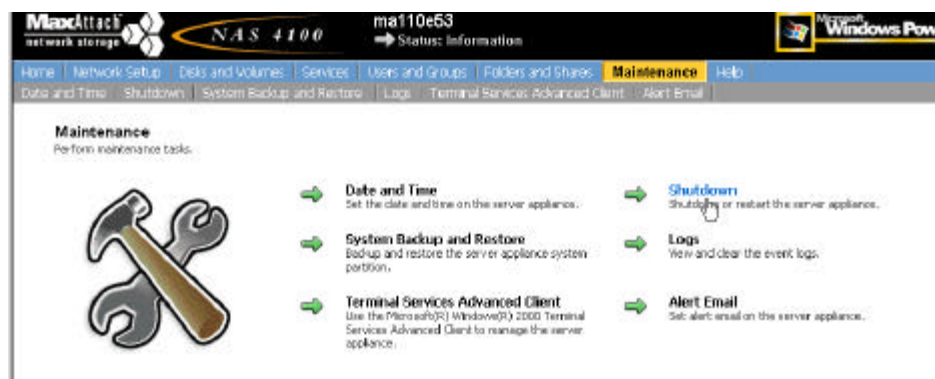 MaxAttach
network storage
NAS 4100
ma110e53
Status: Information
Microsoft
Windows Pow
Home Network Setup Disks and Volumes Services Users and Groups Folders and Shares Maintenance Help
Date and Time Shutdown System Backup and Restore Logs Terminal Services Advanced Client Alert Email
Maintenance
Perform maintenance tasks.
Date and Time
Set the date and time on the server appliance.
Shutdown
Shutdown or restart the server appliance.
System Backup and Restore
Backup and restore the server appliance system
partition.
Logs
View and clear the event logs.
Terminal Services Advanced Client
Use the Microsoft(R) Windows(R) 2000 Terminal
Services Advanced Client to manage the server
appliance.
Alert Email
Set alert email on the server appliance.